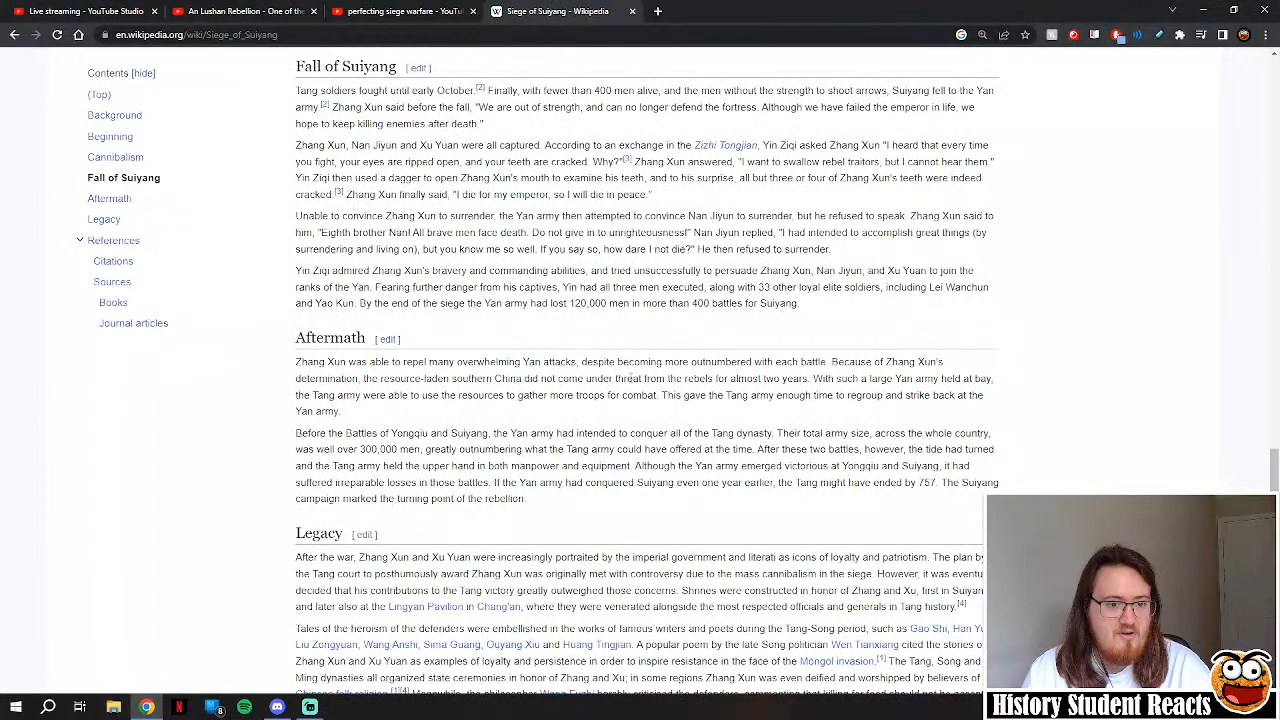 Live streaming - YouTube Studio
An Lushan Rebellion - One of the
perfecting siege warfare - YouTu
Siege of Suiyang - Wikipedia
en.wikipedia.org/wiki/Siege_of_Suiyang
Contents [hide]
(Top)
Background
Beginning
Cannibalism
Fall of Suiyang
Aftermath
Legacy
References
Citations
Sources
Books
Journal articles
Fall of Suiyang [ edit ]
Tang soldiers fought until early October.[2] Finally, with fewer than 400 men alive, and the men without the strength to shoot arrows, Suiyang fell to the Yan
army.[2] Zhang Xun said before the fall, "We are out of strength, and can no longer defend the fortress. Although we have failed the emperor in life, we
hope to keep killing enemies after death."
Zhang Xun, Nan Jiyun and Xu Yuan were all captured. According to an exchange in the Zizhi Tongjian, Yin Ziqi asked Zhang Xun "I heard that every time
you fight, your eyes are ripped open, and your teeth are cracked. Why?"[3] Zhang Xun answered, "I want to swallow rebel traitors, but I cannot hear them."
Yin Ziqi then used a dagger to open Zhang Xun's mouth to examine his teeth, and to his surprise, all but three or four of Zhang Xun's teeth were indeed
cracked.[3] Zhang Xun finally said, "I die for my emperor, so I will die in peace."
Unable to convince Zhang Xun to surrender, the Yan army then attempted to convince Nan Jiyun to surrender, but he refused to speak. Zhang Xun said to
him, "Eighth brother Nan! All brave men face death. Do not give in to unrighteousness!" Nan Jiyun replied, "I had intended to accomplish great things (by
surrendering and living on), but you know me so well. If you say so, how dare I not die?" He then refused to surrender.
Yin Ziqi admired Zhang Xun's bravery and commanding abilities, and tried unsuccessfully to persuade Zhang Xun, Nan Jiyun, and Xu Yuan to join the
ranks of the Yan. Fearing further danger from his captives, Yin had all three men executed, along with 33 other loyal elite soldiers, including Lei Wanchun
and Yao Kun. By the end of the siege the Yan army had lost 120,000 men in more than 400 battles for Suiyang.
Aftermath [ edit ]
Zhang Xun was able to repel many overwhelming Yan attacks, despite becoming more outnumbered with each battle. Because of Zhang Xun's
determination, the resource-laden southern China did not come under threat from the rebels for almost two years. With such a large Yan army held at bay,
the Tang army were able to use the resources to gather more troops for combat. This gave the Tang army enough time to regroup and strike back at the
Yan army.
Before the Battles of Yongqiu and Suiyang, the Yan army had intended to conquer all of the Tang dynasty. Their total army size, across the whole country,
was well over 300,000 men, greatly outnumbering what the Tang army could have offered at the time. After these two battles, however, the tide had turned
and the Tang army held the upper hand in both manpower and equipment. Although the Yan army emerged victorious at Yongqiu and Suiyang, it had
suffered irreparable losses in those battles. If the Yan army had conquered Suiyang even one year earlier, the Tang might have ended by 757. The Suiyang
campaign marked the turning point of the rebellion.
Legacy [ edit ]
After the war, Zhang Xun and Xu Yuan were increasingly portraited by the imperial government and literati as icons of loyalty and patriotism. The plan by
the Tang court to posthumously award Zhang Xun was originally met with controversy due to the mass cannibalism in the siege. However, it was eventu
decided that his contributions to the Tang victory greatly outweighed those concerns. Shrines were constructed in honor of Zhang and Xu, first in Suiyan
and later also at the Lingyan Pavilion in Chang'an, where they were venerated alongside the most respected officials and generals in Tang history.[4]
Tales of the heroism of the defenders were embellished in the works of famous writers and poets during the Tang-Song period, such as Gao Shi, Han Yu
Liu Zongyuan, Wang Anshi, Sima Guang, Ouyang Xiu and Huang Tingjian. A popular poem by the late Song politician Wen Tianxiang cited the stories o
Zhang Xun and Xu Yuan as examples of loyalty and persistence in order to inspire resistance in the face of the Mongol invasion.[1] The Tang, Song and
Ming dynasties all organized state ceremonies in honor of Zhang and Xu; in some regions Zhang Xun was even deified and worshipped by believers of
Chinese folk religion.[1][4] Meanwhile, the philosopher Wang Fuzhi harshly criticised the defenders, commenting that killing for food should not be
History Student Reacts